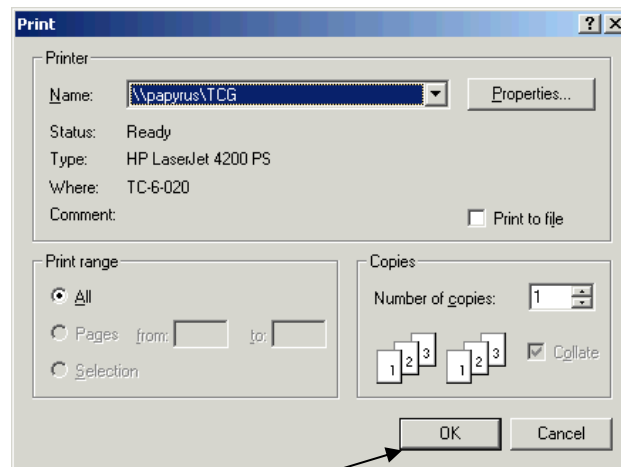 Print
Printer
Name: \\papyrus\TCG Properties...
Status: Ready
Type: HP LaserJet 4200 PS
Where: TC-6-020
Comment: Print to file
Print range
All
Pages from: to:
Selection
Copies
Number of copies: 1
1 2 3 1 2 3 Collate
OK Cancel